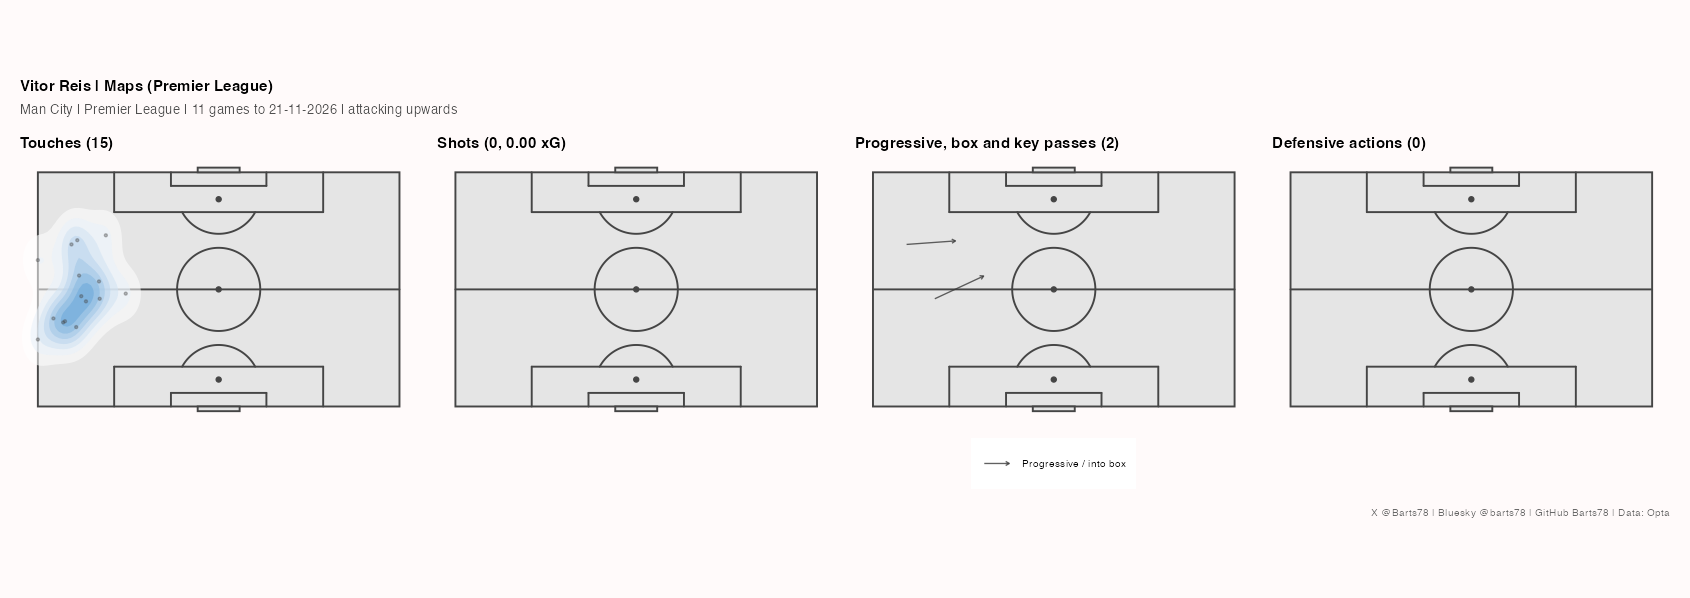 Vitor Reis | Maps (Premier League)
Man City | Premier League | 11 games to 21-11-2026 | attacking upwards
Touches (15)
Shots (0, 0.00 xG)
Progressive, box and key passes (2)
Defensive actions (0)
Progressive / into box
X @Barts78 | Bluesky @barts78 | GitHub Barts78 | Data: Opta